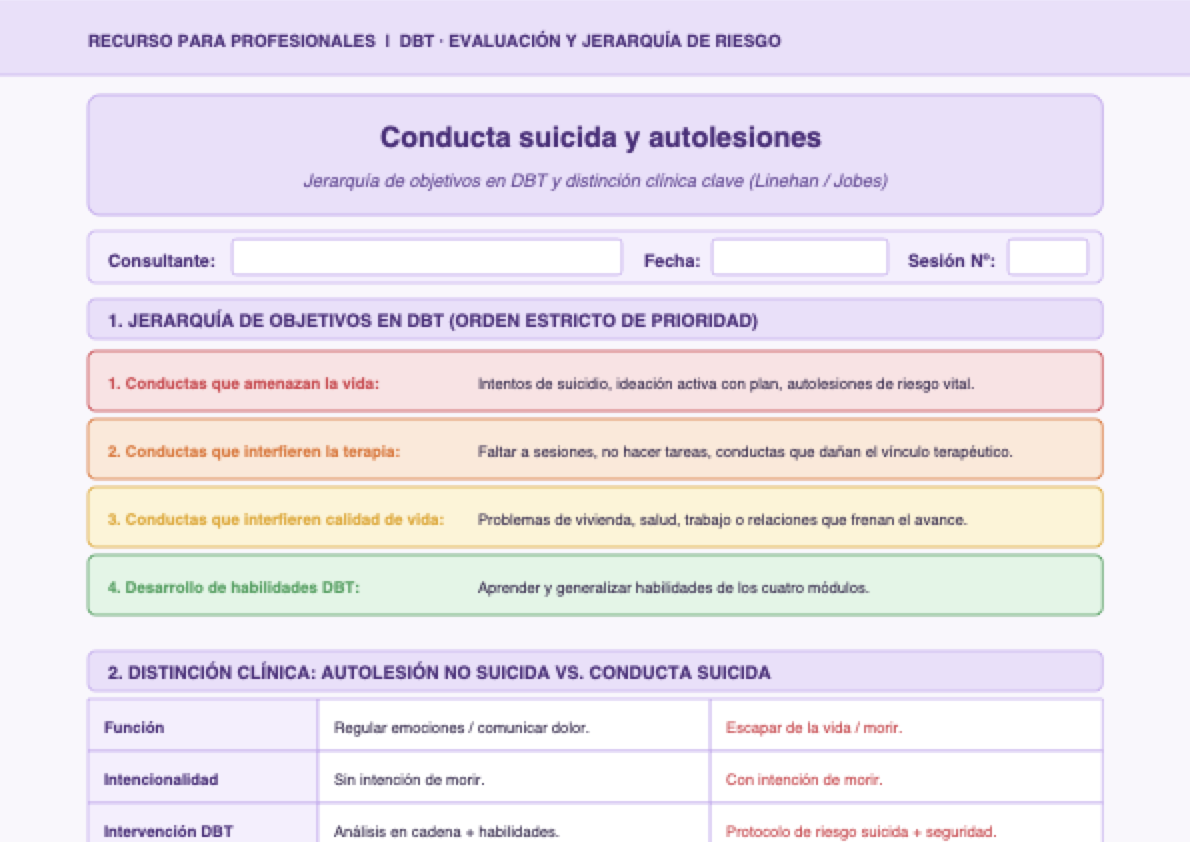 RECURSO PARA PROFESIONALES | DBT · EVALUACIÓN Y JERARQUÍA DE RIESGO
Conducta suicida y autolesiones
Jerarquía de objetivos en DBT y distinción clínica clave (Linehan / Jobes)
Consultante: Fecha: Sesión Nº:
1. JERARQUÍA DE OBJETIVOS EN DBT (ORDEN ESTRICTO DE PRIORIDAD)
1. Conductas que amenazan la vida: Intentos de suicidio, ideación activa con plan, autolesiones de riesgo vital.
2. Conductas que interfieren la terapia: Faltar a sesiones, no hacer tareas, conductas que dañan el vínculo terapéutico.
3. Conductas que interfieren calidad de vida: Problemas de vivienda, salud, trabajo o relaciones que frenan el avance.
4. Desarrollo de habilidades DBT: Aprender y generalizar habilidades de los cuatro módulos.
2. DISTINCIÓN CLÍNICA: AUTOLESIÓN NO SUICIDA VS. CONDUCTA SUICIDA
Función Regular emociones / comunicar dolor. Escapar de la vida / morir.
Intencionalidad Sin intención de morir. Con intención de morir.
Intervención DBT Análisis en cadena + habilidades. Protocolo de riesgo suicida + seguridad.